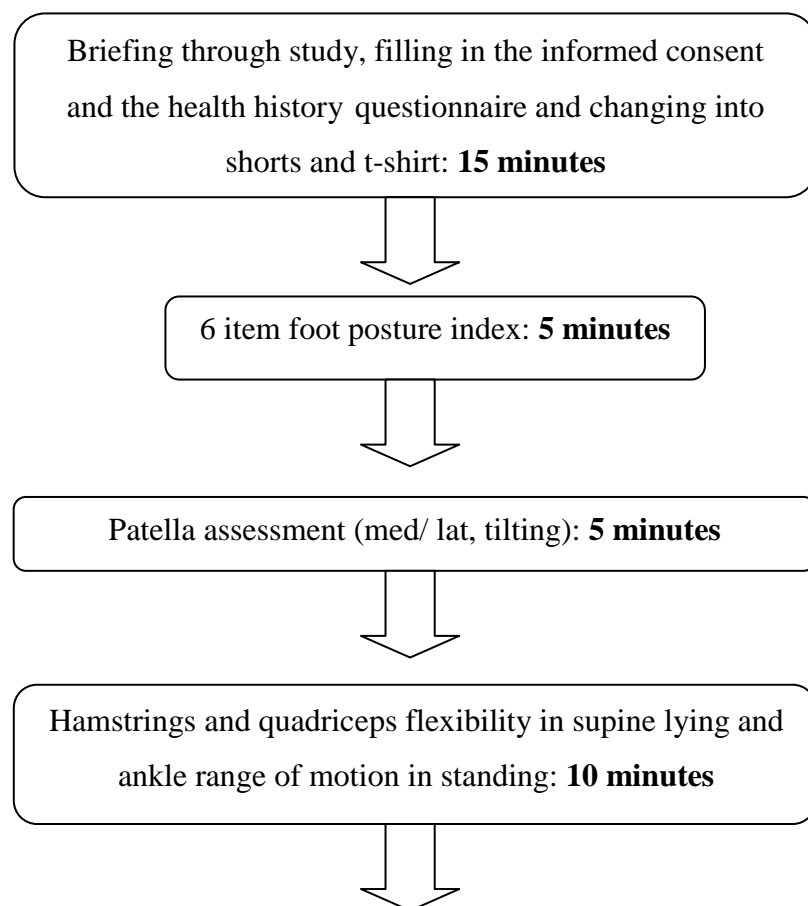 Briefing through study, filling in the informed consent
and the health history questionnaire and changing into
shorts and t-shirt: 15 minutes
6 item foot posture index: 5 minutes
Patella assessment (med/ lat, tilting): 5 minutes
Hamstrings and quadriceps flexibility in supine lying and
ankle range of motion in standing: 10 minutes